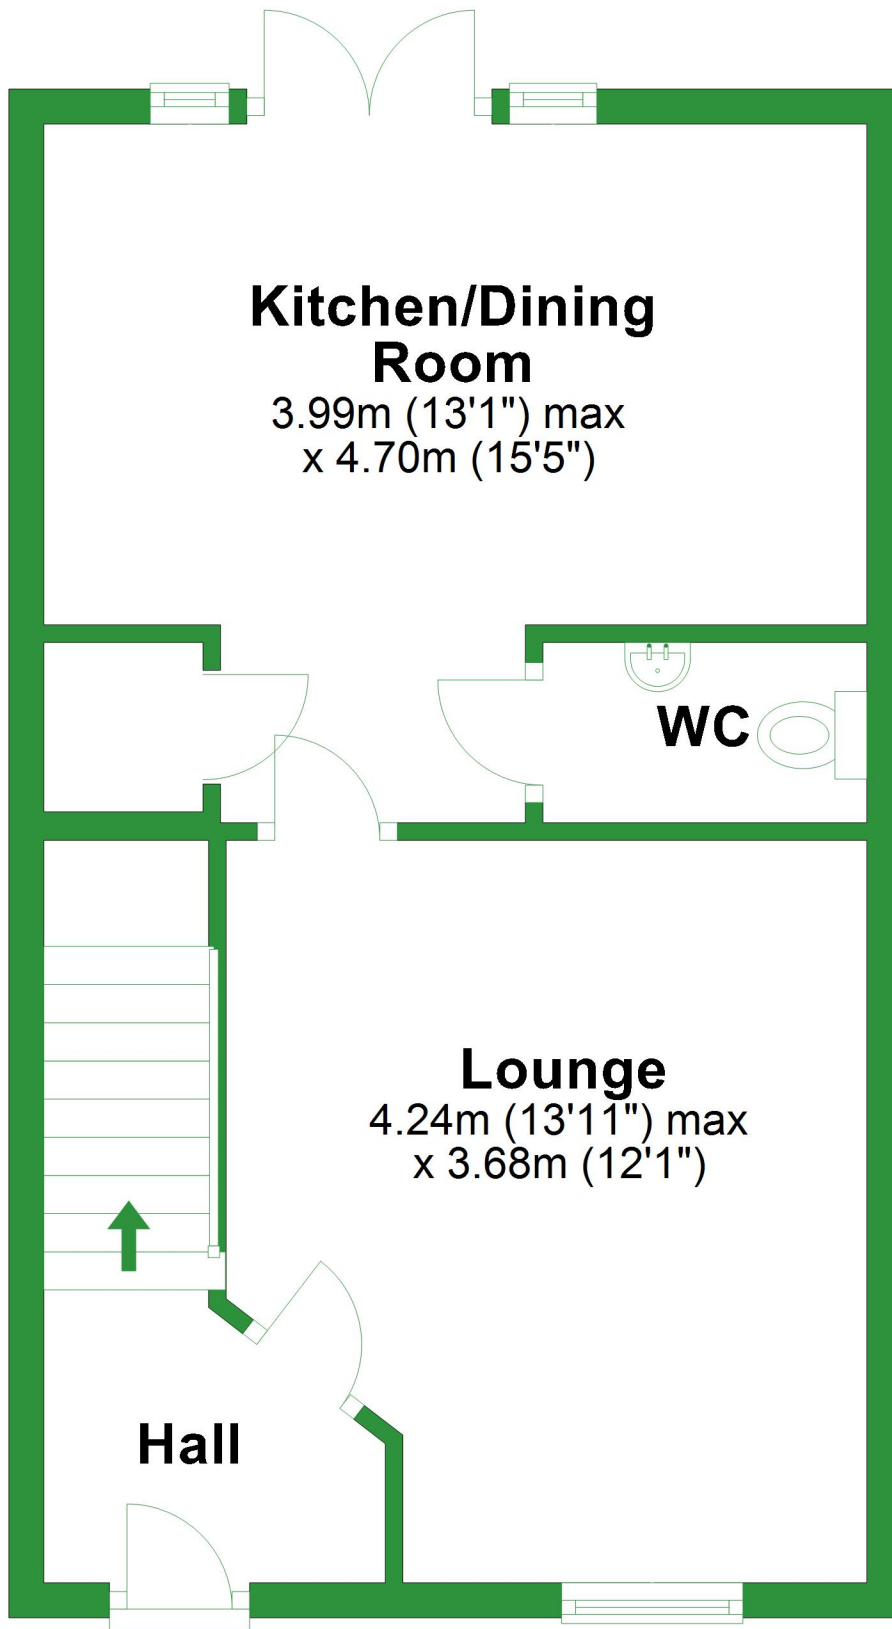 Kitchen/Dining
Room
3.99m (13'1") max
x 4.70m (15'5")
WC
Lounge
4.24m (13'11") max
x 3.68m (12'1")
Hall